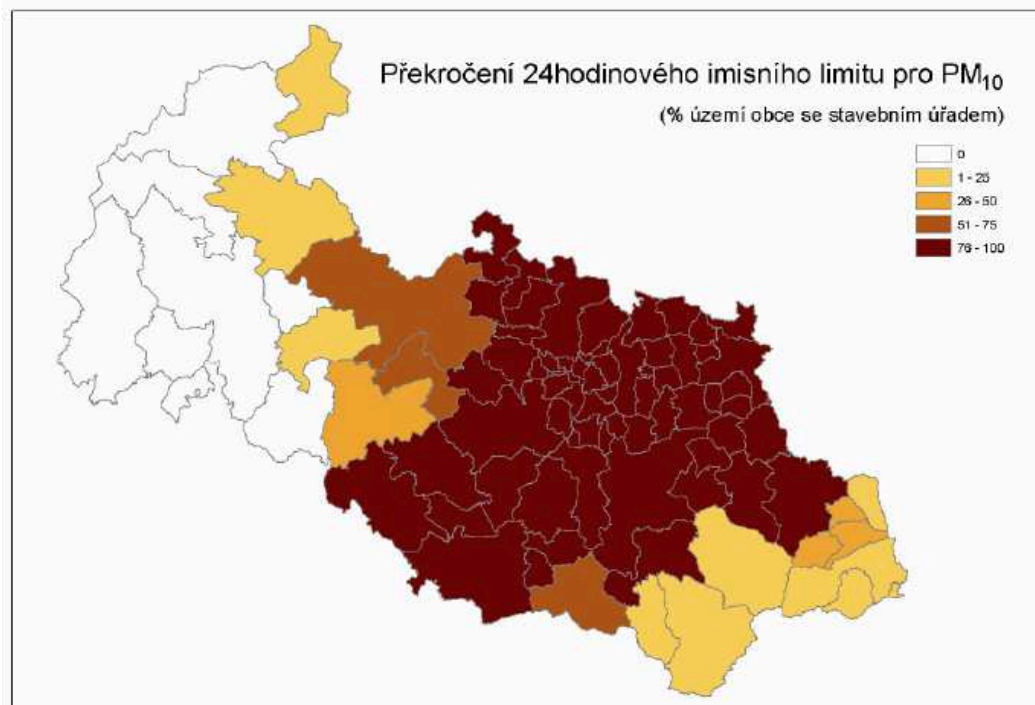 Překročení 24hodinového imisního limitu pro PM₁₀
(% území obce se stavebním úřadem)
0
1 - 25
26 - 50
51 - 75
76 - 100